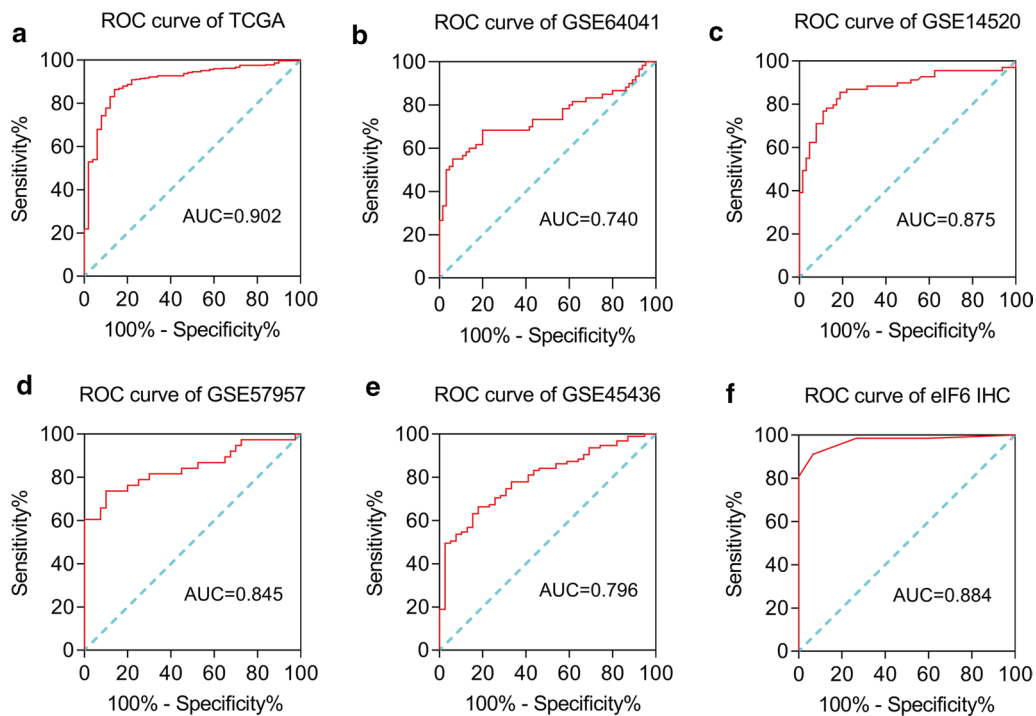 a
ROC curve of TCGA
Sensitivity%
100
80
60
40
20
0
AUC=0.902
0 20 40 60 80 100
100% - Specificity%
b
ROC curve of GSE64041
Sensitivity%
100
80
60
40
20
0
AUC=0.740
0 20 40 60 80 100
100% - Specificity%
c
ROC curve of GSE14520
Sensitivity%
100
80
60
40
20
0
AUC=0.875
0 20 40 60 80 100
100% - Specificity%
d
ROC curve of GSE57957
Sensitivity%
100
80
60
40
20
0
AUC=0.845
0 20 40 60 80 100
100% - Specificity%
e
ROC curve of GSE45436
Sensitivity%
100
80
60
40
20
0
AUC=0.796
0 20 40 60 80 100
100% - Specificity%
f
ROC curve of eIF6 IHC
Sensitivity%
100
80
60
40
20
0
AUC=0.884
0 20 40 60 80 100
100% - Specificity%